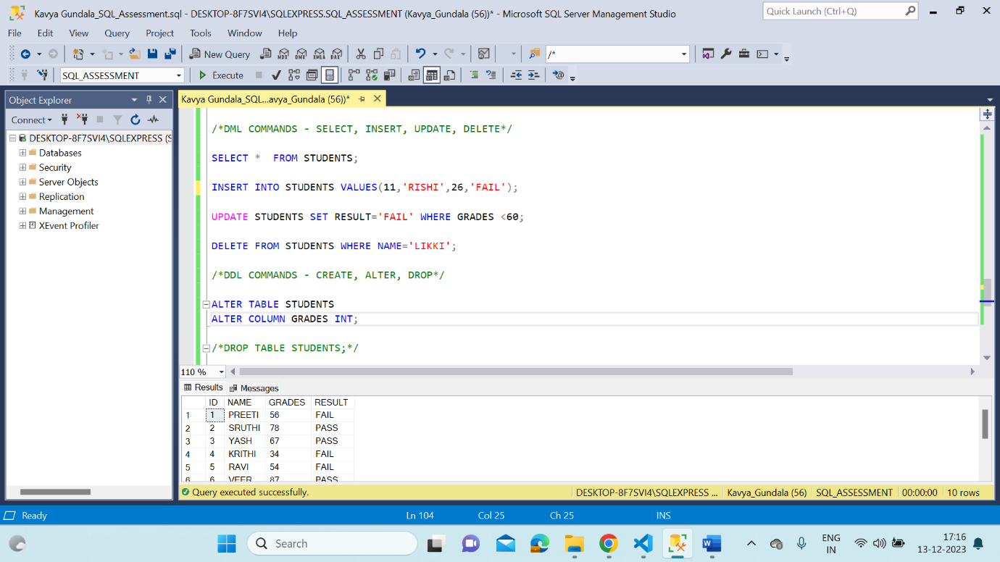 Kavya Gundala_SQL_Assessment.sql - DESKTOP-8F7SVI4\SQLEXPRESS.SQL_ASSESSMENT (Kavya_Gundala (56))* - Microsoft SQL Server Management Studio
Quick Launch (Ctrl+Q)
File Edit View Query Project Tools Window Help
New Query MDX DMX XMLA DAX /*
SQL_ASSESSMENT Execute
Object Explorer
Kavya Gundala_SQL...avya_Gundala (56))*
Connect
DESKTOP-8F7SVI4\SQLEXPRESS (S
Databases
Security
Server Objects
Replication
Management
XEvent Profiler
/*DML COMMANDS - SELECT, INSERT, UPDATE, DELETE*/
SELECT *  FROM STUDENTS;
INSERT INTO STUDENTS VALUES(11,'RISHI',26,'FAIL');
UPDATE STUDENTS SET RESULT='FAIL' WHERE GRADES <60;
DELETE FROM STUDENTS WHERE NAME='LIKKI';
/*DDL COMMANDS - CREATE, ALTER, DROP*/
ALTER TABLE STUDENTS
ALTER COLUMN GRADES INT;
/*DROP TABLE STUDENTS;*/
110 %
Results Messages
ID NAME GRADES RESULT
1 1 PREETI 56 FAIL
2 2 SRUTHI 78 PASS
3 3 YASH 67 PASS
4 4 KRITHI 34 FAIL
5 5 RAVI 54 FAIL
6 6 VEER 87 PASS
Query executed successfully. DESKTOP-8F7SVI4\SQLEXPRESS ... Kavya_Gundala (56) SQL_ASSESSMENT 00:00:00 10 rows
Ready Ln 104 Col 25 Ch 25 INS
Search
ENG
IN
17:16
13-12-2023